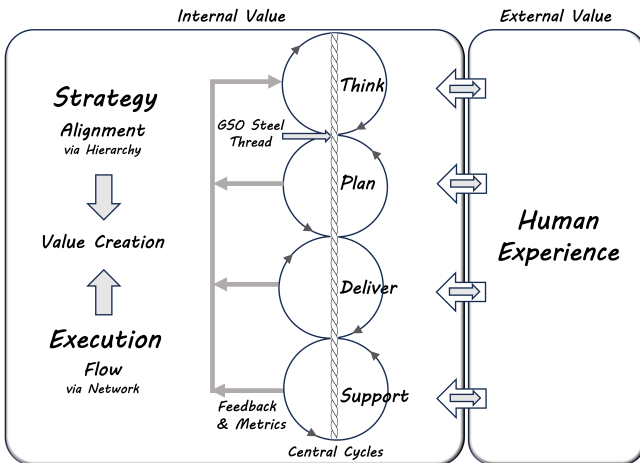 Internal Value
External Value
Strategy
Alignment
via Hierarchy
Value Creation
Execution
Flow
via Network
GSO Steel
Thread
Think
Plan
Deliver
Support
Feedback
& Metrics
Central Cycles
Human
Experience